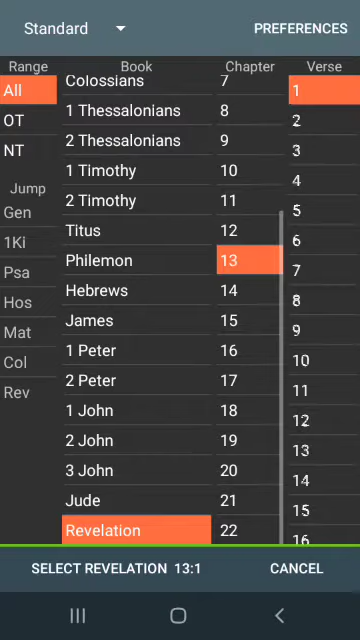 Standard PREFERENCES
Range Book Chapter Verse
All Colossians 7 1
OT 1 Thessalonians 8 2
NT 2 Thessalonians 9 3
Jump 1 Timothy 10 4
Gen 2 Timothy 11 5
1Ki Titus 12 6
Psa Philemon 13 7
Hos Hebrews 14 8
Mat James 15 9
Col 1 Peter 16 10
Rev 2 Peter 17 11
1 John 18 12
2 John 19 13
3 John 20 14
Jude 21 15
Revelation 22 16
SELECT REVELATION 13:1 CANCEL